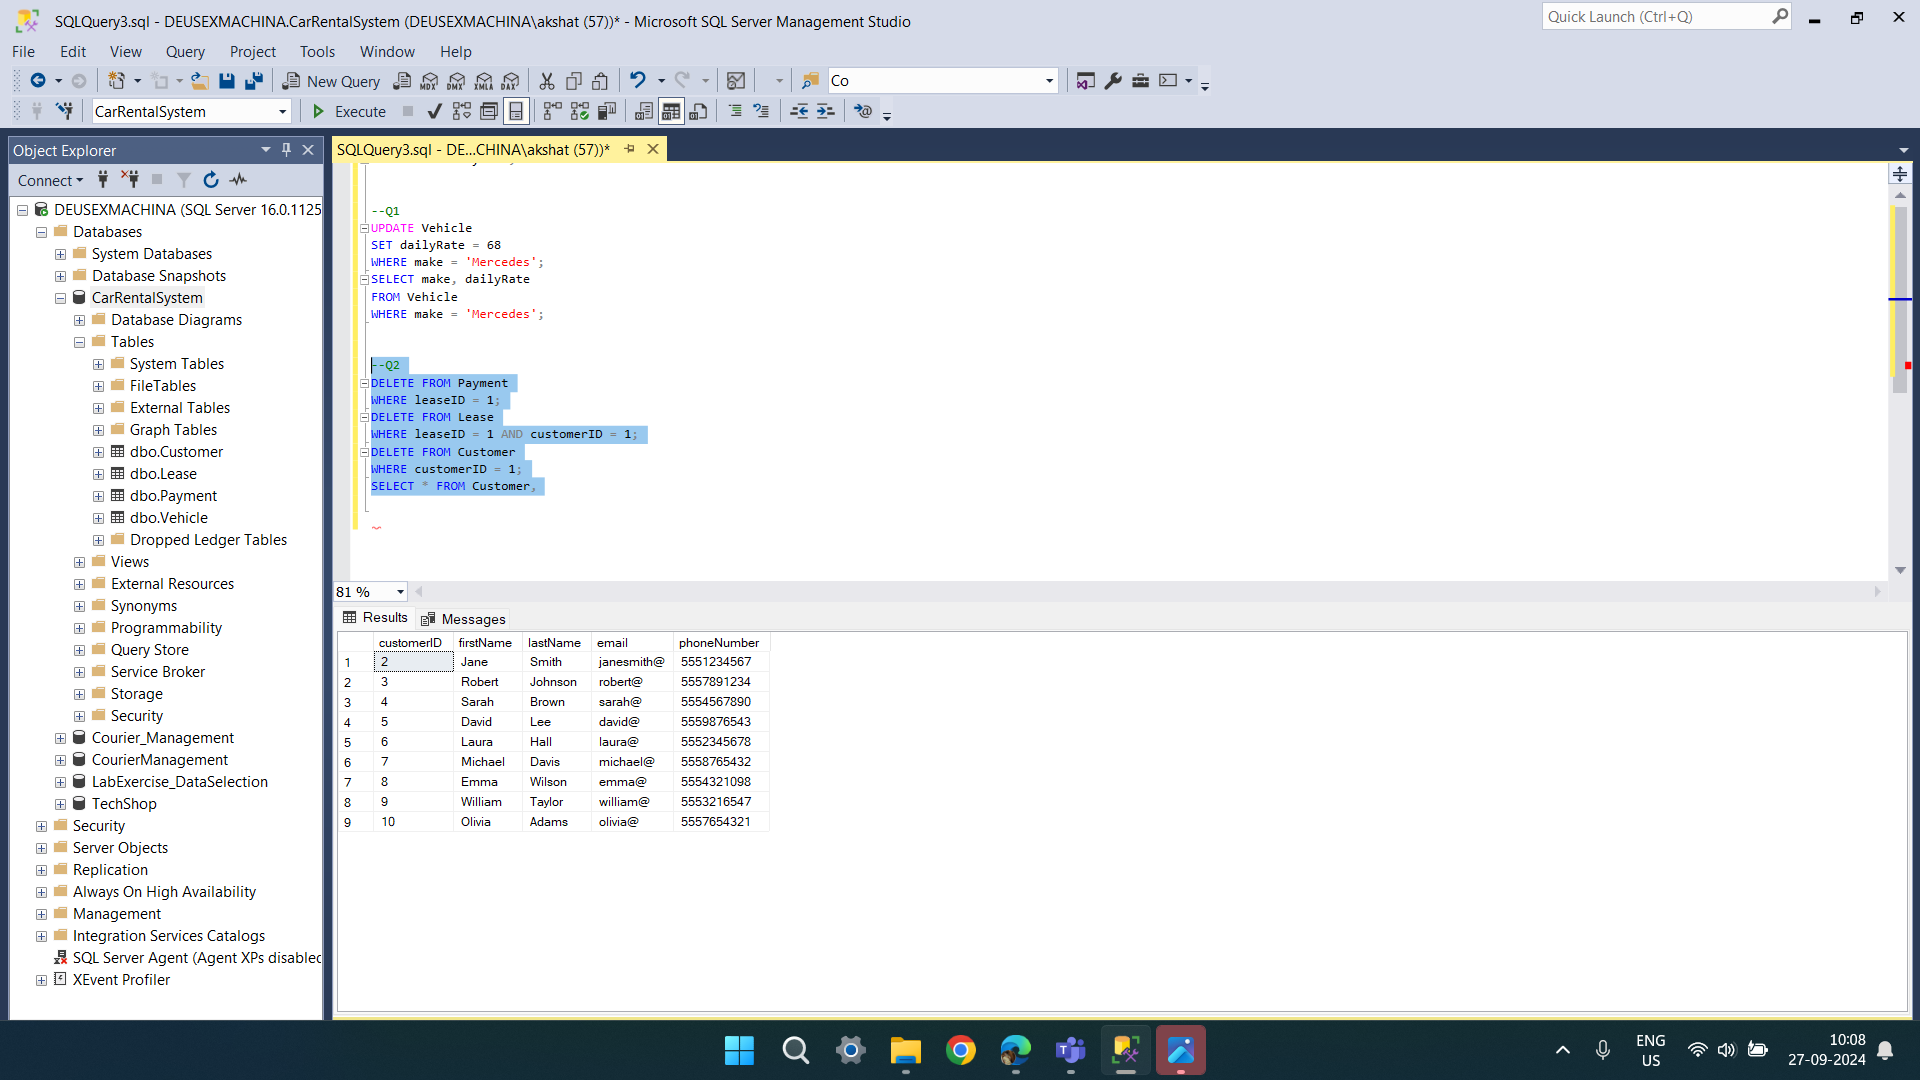 SQLQuery3.sql - DEUSEXMACHINA.CarRentalSystem (DEUSEXMACHINA\akshat (57))* - Microsoft SQL Server Management Studio
Quick Launch (Ctrl+Q)
File Edit View Query Project Tools Window Help
New Query
MDX DMX XMLA DAX
Co
CarRentalSystem
Execute
Object Explorer
Connect
DEUSEXMACHINA (SQL Server 16.0.1125
Databases
System Databases
Database Snapshots
CarRentalSystem
Database Diagrams
Tables
System Tables
FileTables
External Tables
Graph Tables
dbo.Customer
dbo.Lease
dbo.Payment
dbo.Vehicle
Dropped Ledger Tables
Views
External Resources
Synonyms
Programmability
Query Store
Service Broker
Storage
Security
Courier_Management
CourierManagement
LabExercise_DataSelection
TechShop
Security
Server Objects
Replication
Always On High Availability
Management
Integration Services Catalogs
SQL Server Agent (Agent XPs disabled
XEvent Profiler
SQLQuery3.sql - DE...CHINA\akshat (57))*
--Q1
UPDATE Vehicle
SET dailyRate = 68
WHERE make = 'Mercedes';
SELECT make, dailyRate
FROM Vehicle
WHERE make = 'Mercedes';
--Q2
DELETE FROM Payment
WHERE leaseID = 1;
DELETE FROM Lease
WHERE leaseID = 1 AND customerID = 1;
DELETE FROM Customer
WHERE customerID = 1;
SELECT * FROM Customer,
81 %
Results Messages
customerID firstName lastName email phoneNumber
1 2 Jane Smith janesmith@ 5551234567
2 3 Robert Johnson robert@ 5557891234
3 4 Sarah Brown sarah@ 5554567890
4 5 David Lee david@ 5559876543
5 6 Laura Hall laura@ 5552345678
6 7 Michael Davis michael@ 5558765432
7 8 Emma Wilson emma@ 5554321098
8 9 William Taylor william@ 5553216547
9 10 Olivia Adams olivia@ 5557654321
ENG
US
10:08
27-09-2024